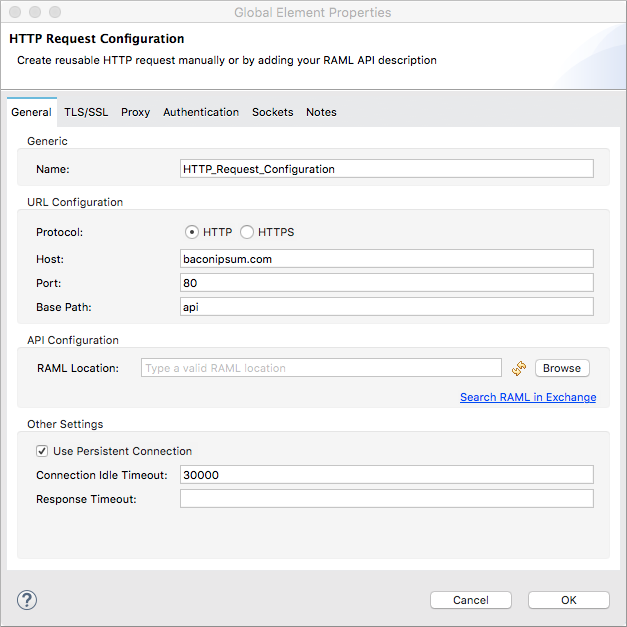 Global Element Properties
HTTP Request Configuration
Create reusable HTTP request manually or by adding your RAML API description
General TLS/SSL Proxy Authentication Sockets Notes
Generic
Name: HTTP_Request_Configuration
URL Configuration
Protocol: HTTP HTTPS
Host: baconipsum.com
Port: 80
Base Path: api
API Configuration
RAML Location: Type a valid RAML location Browse
Search RAML in Exchange
Other Settings
Use Persistent Connection
Connection Idle Timeout: 30000
Response Timeout:
? Cancel OK